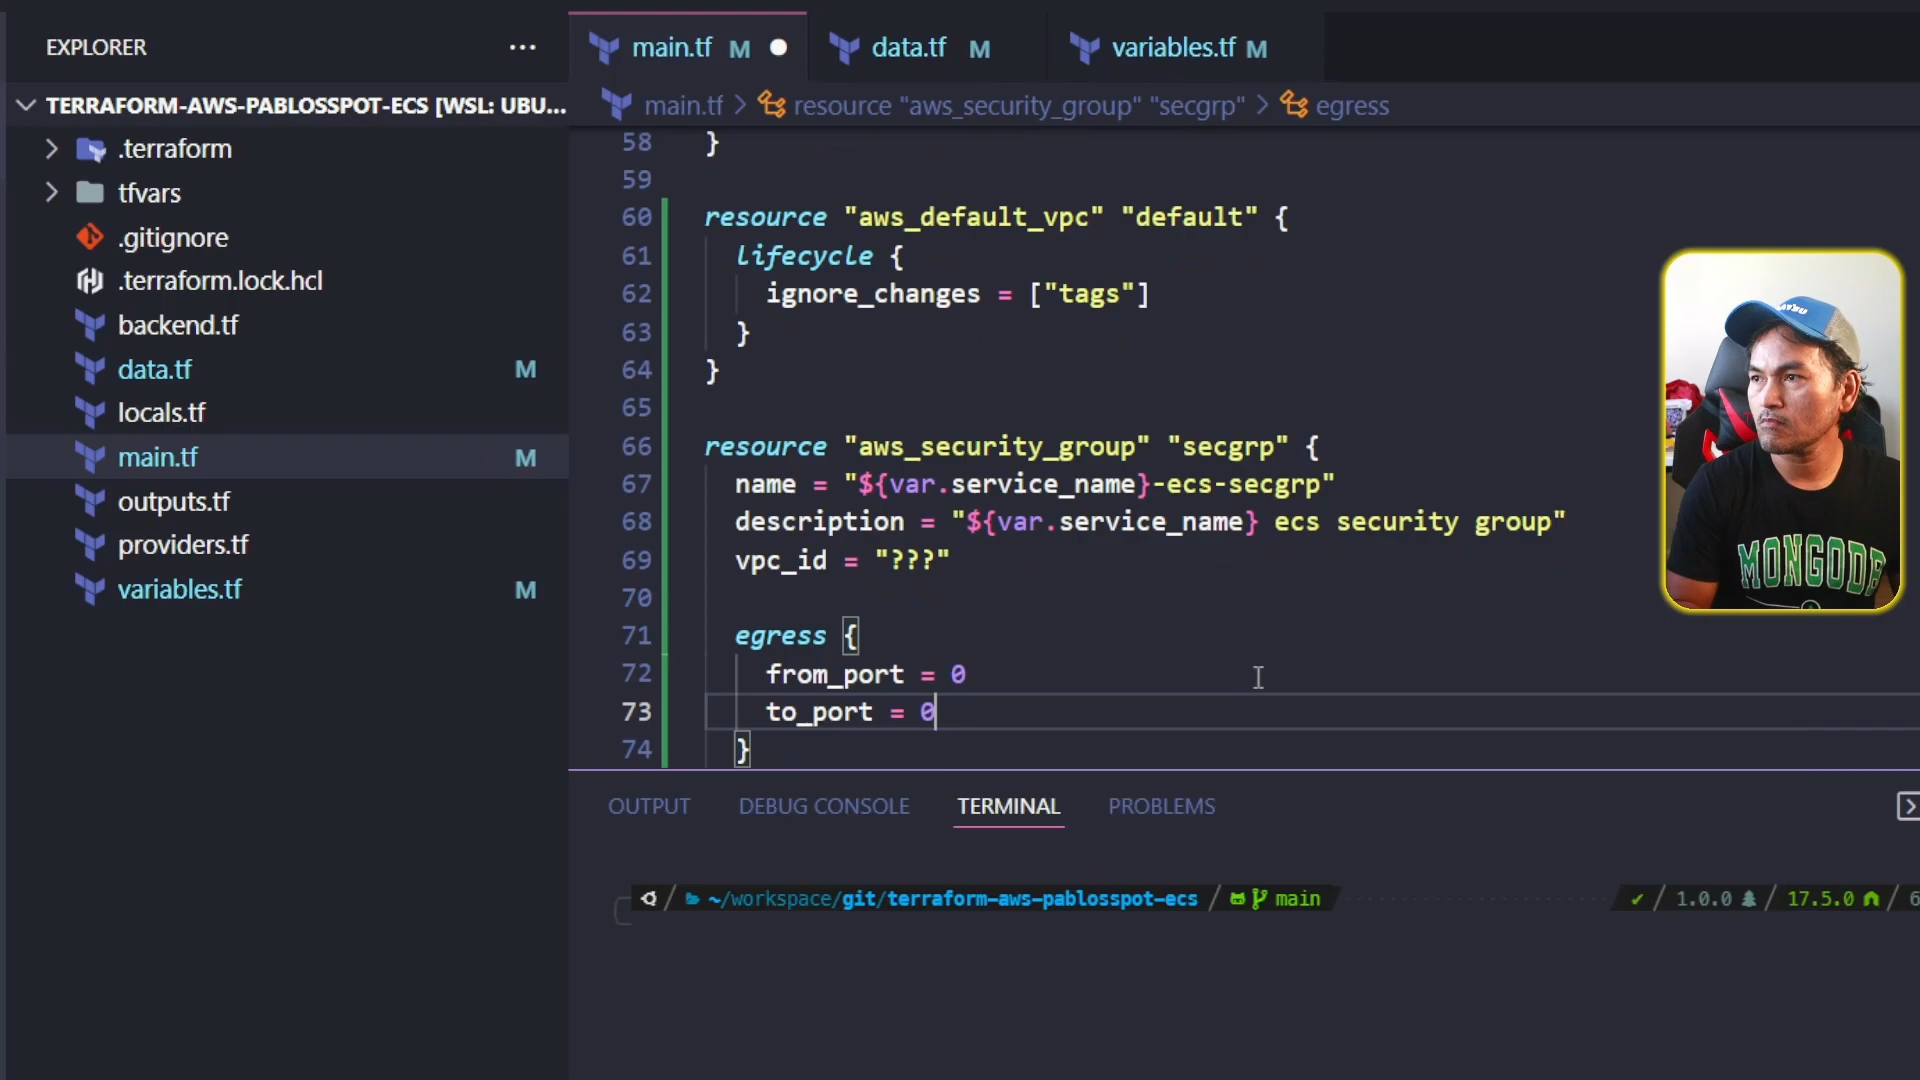 EXPLORER
TERRAFORM-AWS-PABLOSSPOT-ECS [WSL: UBU...
.terraform
tfvars
.gitignore
.terraform.lock.hcl
backend.tf
data.tf M
locals.tf
main.tf M
outputs.tf
providers.tf
variables.tf M
main.tf M
data.tf M
variables.tf M
main.tf > resource "aws_security_group" "secgrp" > egress
58 }
59
60 resource "aws_default_vpc" "default" {
61 lifecycle {
62 ignore_changes = ["tags"]
63 }
64 }
65
66 resource "aws_security_group" "secgrp" {
67 name = "${var.service_name}-ecs-secgrp"
68 description = "${var.service_name} ecs security group"
69 vpc_id = "???"
70
71 egress {
72 from_port = 0
73 to_port = 0
74 }
OUTPUT DEBUG CONSOLE TERMINAL PROBLEMS
~/workspace/git/terraform-aws-pablosspot-ecs / main ✔ / 1.0.0 / 17.5.0 / 6
MONGODB